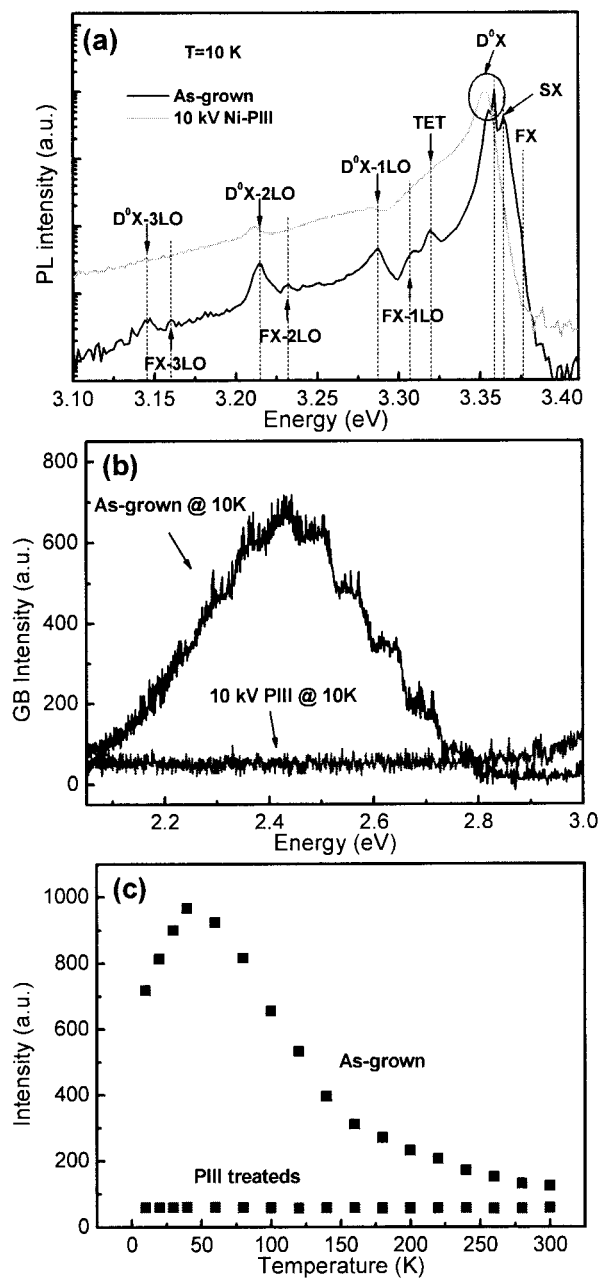 (a)
D⁰X
T=10 K
As-grown
10 kV Ni-PIII
SX
TET
FX
D⁰X-1LO
D⁰X-2LO
D⁰X-3LO
FX-1LO
FX-2LO
FX-3LO
PL intensity (a.u.)
3.10 3.15 3.20 3.25 3.30 3.35 3.40
Energy (eV)
(b)
800
As-grown @ 10K
600
400
10 kV PIII @ 10K
200
0
GB Intensity (a.u.)
2.2 2.4 2.6 2.8 3.0
Energy (eV)
(c)
1000
800
600
As-grown
400
200
PIII treateds
0
Intensity (a.u.)
0 50 100 150 200 250 300
Temperature (K)